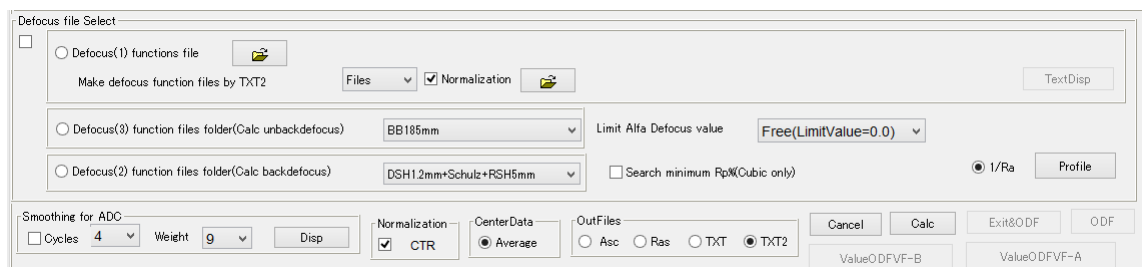 Defocus file Select
Defocus(1) functions file
Make defocus function files by TXT2 Files Normalization TextDisp
Defocus(3) function files folder(Calc unbackdefocus) BB185mm Limit Alfa Defocus value Free(LimitValue=0.0)
Defocus(2) function files folder(Calc backdefocus) DSH1.2mm+Schulz+RSH5mm Search minimum Rp%(Cubic only) 1/Ra Profile
Smoothing for ADC Normalization CenterData OutFiles
Cycles 4 Weight 9 Disp CTR Average Asc Ras TXT TXT2 Cancel Calc Exit&ODF ODF
ValueODFVF-B ValueODFVF-A